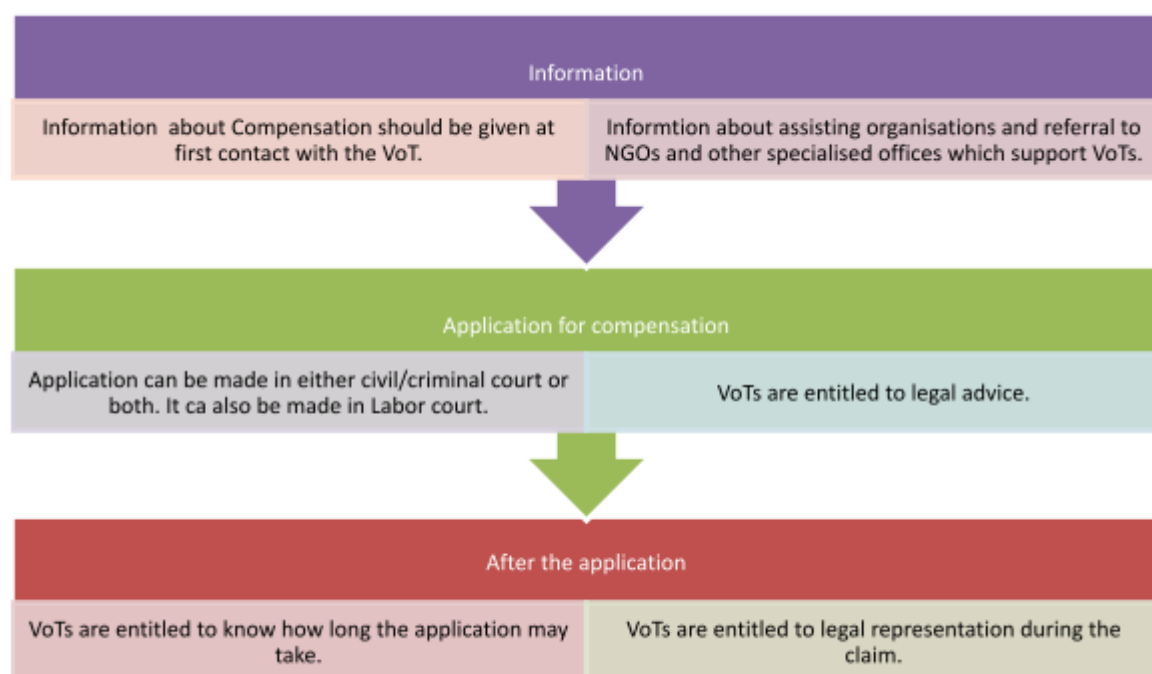 Information
Information  about Compensation should be given at
first contact with the VoT.
Informtion about assisting organisations and referral to
NGOs and other specialised offices which support VoTs.
Application for compensation
Application can be made in either civil/criminal court or
both. It ca also be made in Labor court.
VoTs are entitled to legal advice.
After the application
VoTs are entitled to know how long the application may
take.
VoTs are entitled to legal representation during the
claim.